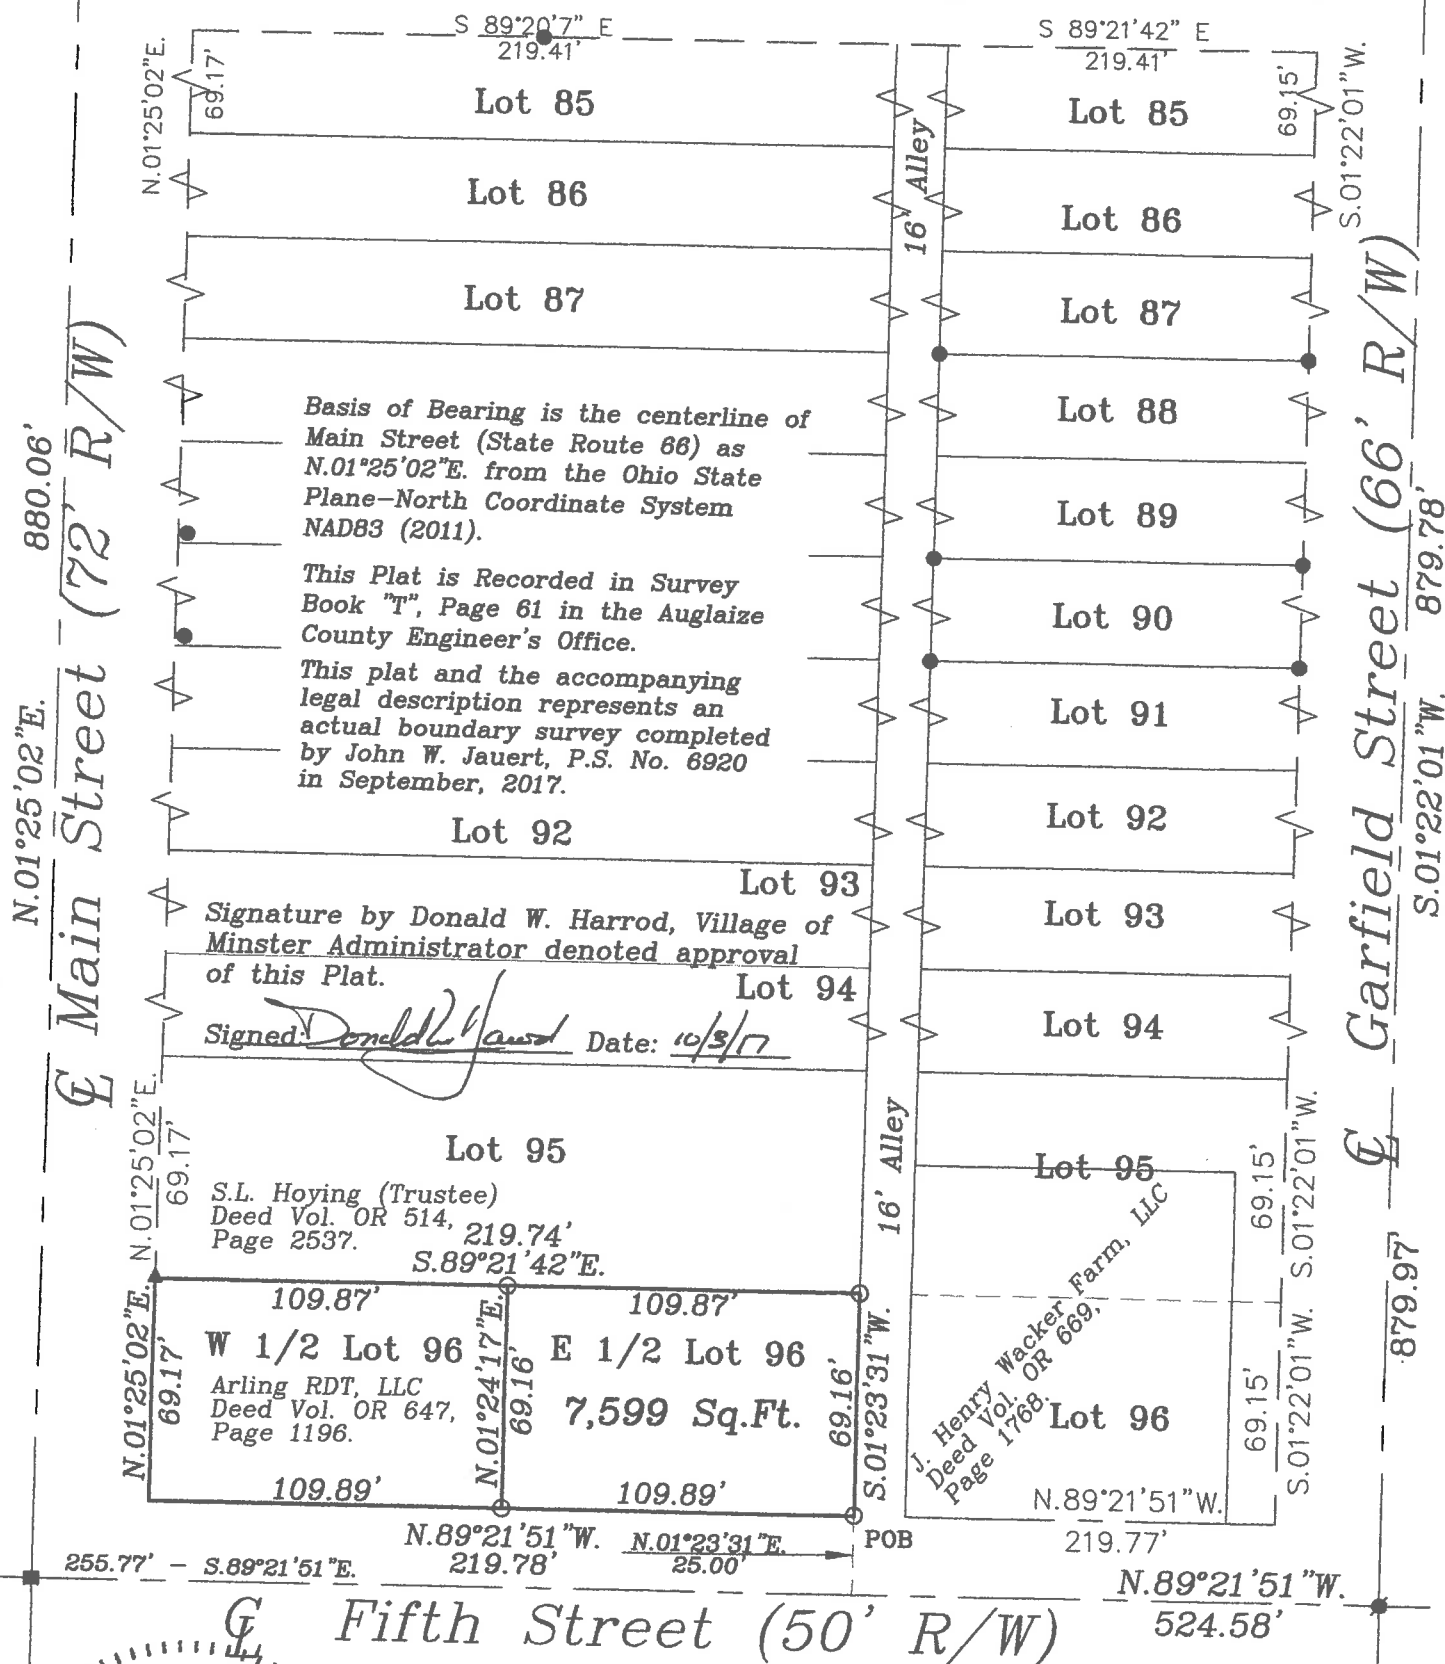 S 89°20'7" E
219.41'
S 89°21'42" E
219.41'
N.01°25'02"E.
69.17'
69.15'
S.01°22'01"W.
Lot 85
Lot 85
16' Alley
Lot 86
Lot 86
Lot 87
Lot 87
Basis of Bearing is the centerline of
Main Street (State Route 66) as
N.01°25'02"E. from the Ohio State
Plane-North Coordinate System
NAD83 (2011).
Lot 88
Lot 89
This Plat is Recorded in Survey
Book "T", Page 61 in the Auglaize
County Engineer's Office.
Lot 90
This plat and the accompanying
legal description represents an
actual boundary survey completed
by John W. Jauert, P.S. No. 6920
in September, 2017.
Lot 91
Lot 92
Lot 92
Lot 93
Lot 93
Signature by Donald W. Harrod, Village of
Minster Administrator denoted approval
of this Plat.
Lot 94
Lot 94
Signed: Donald W. Harrod Date: 10/3/17
N.01°25'02"E.
880.06'
℄ Main Street (72' R/W)
℄ Garfield Street (66' R/W)
S.01°22'01"W. 879.78'
N.01°25'02"E.
69.17'
Lot 95
S.L. Hoying (Trustee)
Deed Vol. OR 514,
Page 2537.
219.74'
S.89°21'42"E.
16' Alley
Lot 95
69.15'
S.01°22'01"W.
879.97'
109.87'
109.87'
N.01°25'02"E.
69.17'
W 1/2 Lot 96
Arling RDT, LLC
Deed Vol. OR 647,
Page 1196.
N.01°24'17"E.
69.16'
E 1/2 Lot 96
7,599 Sq.Ft.
69.16'
S.01°23'31"W.
J. Henry Wacker Farm, LLC
Deed Vol. OR 669,
Page 1768.
Lot 96
69.15'
S.01°22'01"W.
109.89'
109.89'
N.89°21'51"W.
219.77'
N.89°21'51"W.
219.78'
N.01°23'31"E.
25.00'
POB
255.77' - S.89°21'51"E.
N.89°21'51"W.
524.58'
℄ Fifth Street (50' R/W)